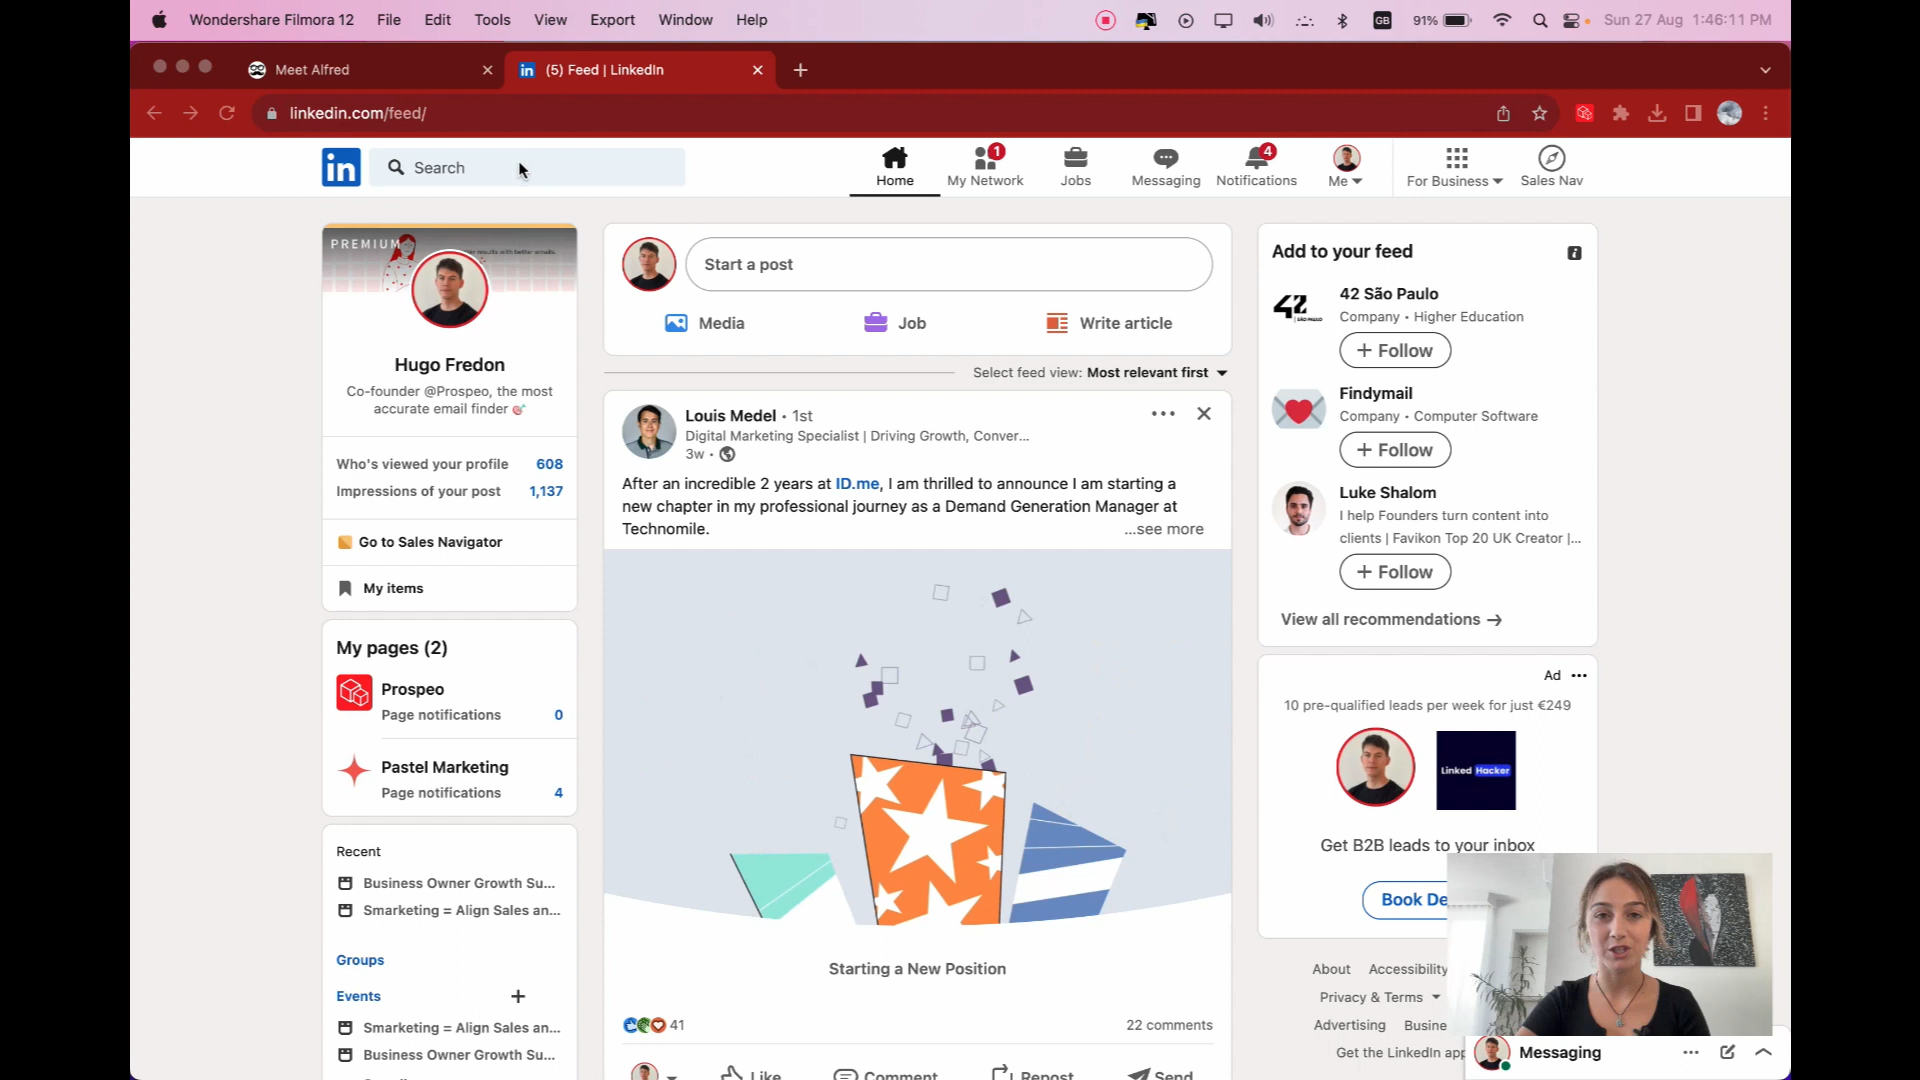 Wondershare Filmora 12 File Edit Tools View Export Window Help
GB 91% Sun 27 Aug 1:46:11 PM
Meet Alfred
(5) Feed | LinkedIn
linkedin.com/feed/
in
Search
Home
1
My Network
Jobs
Messaging
4
Notifications
Me
For Business
Sales Nav
PREMIUM
results with better emails.
Hugo Fredon
Co-founder @Prospeo, the most
accurate email finder
Who's viewed your profile 608
Impressions of your post 1,137
Go to Sales Navigator
My items
My pages (2)
Prospeo
Page notifications 0
Pastel Marketing
Page notifications 4
Recent
Business Owner Growth Su...
Smarketing = Align Sales an...
Groups
Events +
Smarketing = Align Sales an...
Business Owner Growth Su...
Start a post
Media
Job
Write article
Select feed view: Most relevant first
Louis Medel • 1st
Digital Marketing Specialist | Driving Growth, Conver...
3w •
After an incredible 2 years at ID.me, I am thrilled to announce I am starting a
new chapter in my professional journey as a Demand Generation Manager at
Technomile. ...see more
Starting a New Position
41
22 comments
Like
Comment
Repost
Send
Add to your feed
42 SÃO PAULO
42 São Paulo
Company • Higher Education
+ Follow
Findymail
Company • Computer Software
+ Follow
Luke Shalom
I help Founders turn content into
clients | Favikon Top 20 UK Creator |...
+ Follow
View all recommendations →
Ad •••
10 pre-qualified leads per week for just €249
Linked Hacker
Get B2B leads to your inbox
Book De
About Accessibility
Privacy & Terms
Advertising Busine
Get the LinkedIn app
Messaging